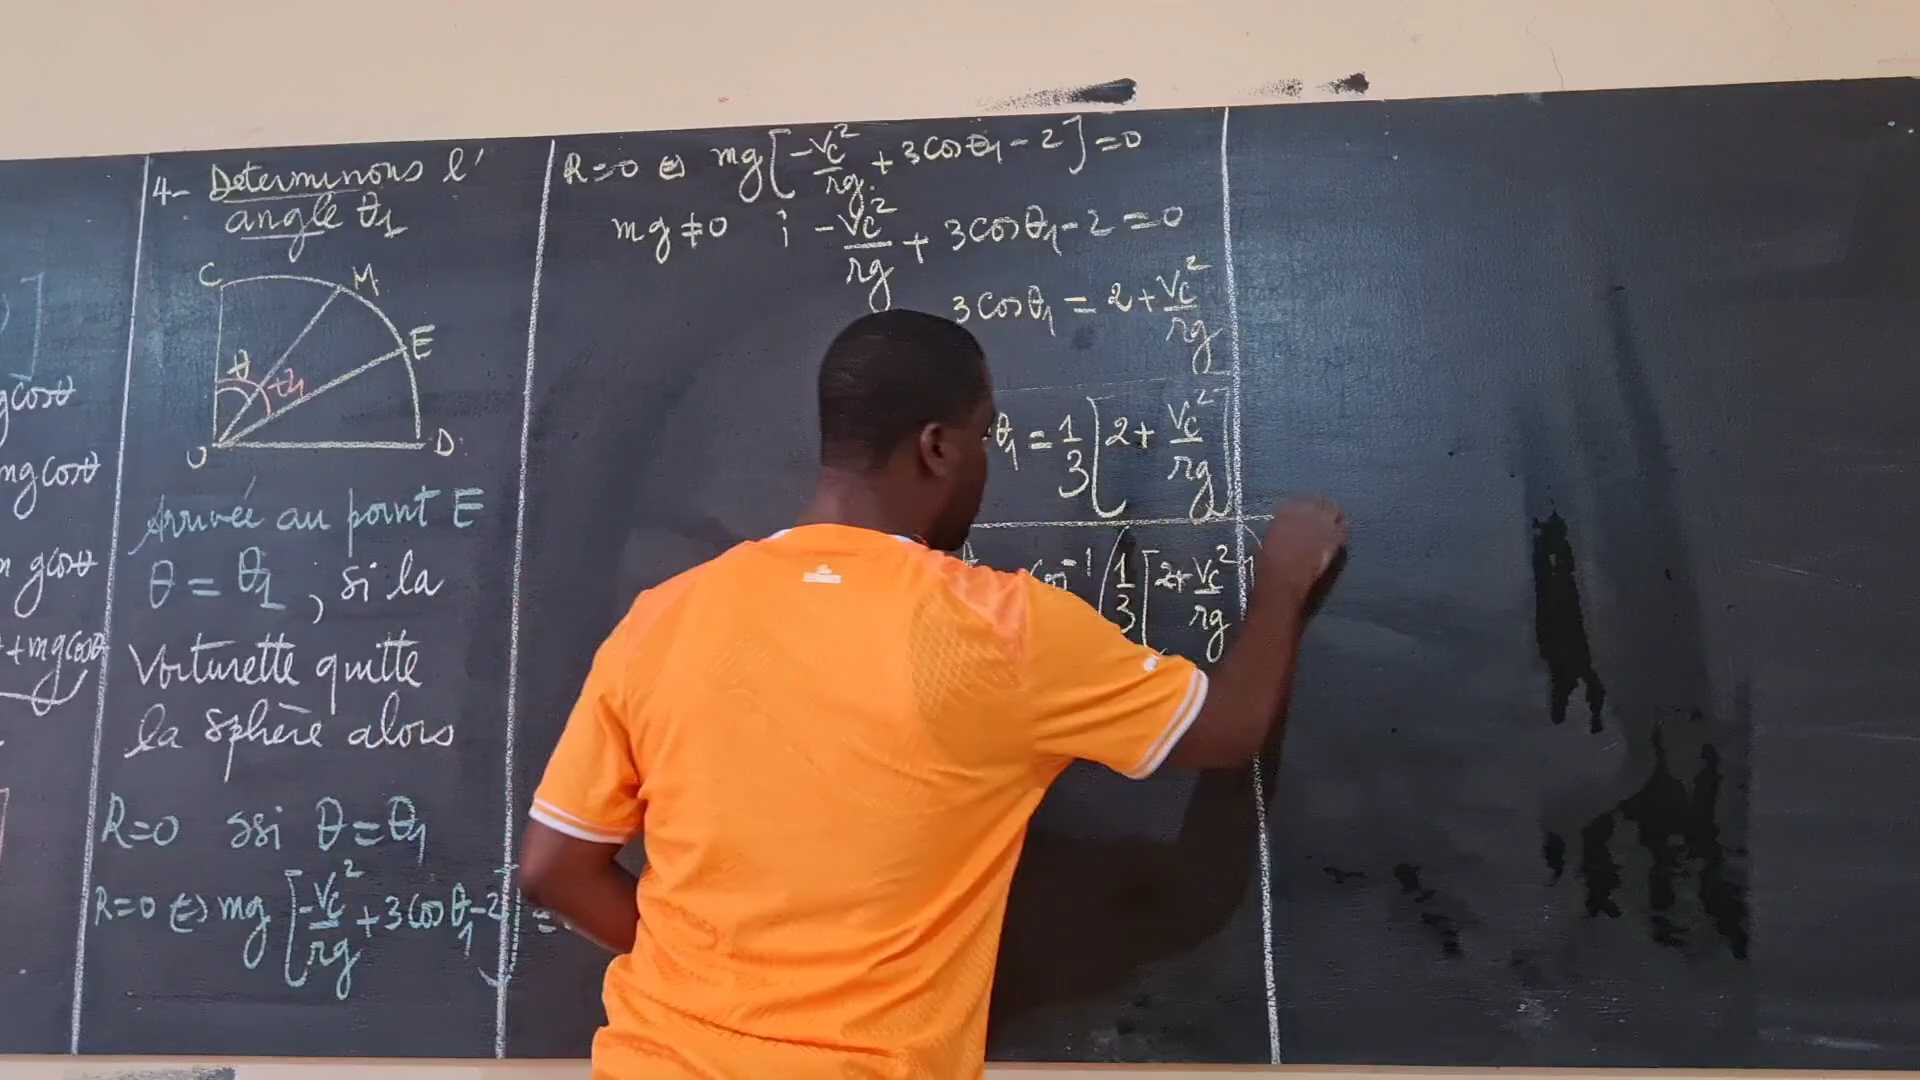 ]
gcosθ
mgcosθ
gcosθ
+mgcosθ
4- Determinons l'
angle θ1
C
M
E
θ
θ1
O
D
Arrivée au point E
θ = θ1 ; si la
Voiturette quitte
la sphère alors
R=0 ssi θ=θ1
R=0 ⇔ mg [-Vc²/rg + 3cosθ1-2] =
R=0 ⇔ mg [-Vc²/rg + 3cosθ1 - 2] = 0
mg ≠ 0 ; -Vc²/rg + 3cosθ1 - 2 = 0
3cosθ1 = 2 + Vc²/rg
θ1 = 1/3 [2 + Vc²/rg]
cos⁻¹ (1/3 [2+Vc²/rg